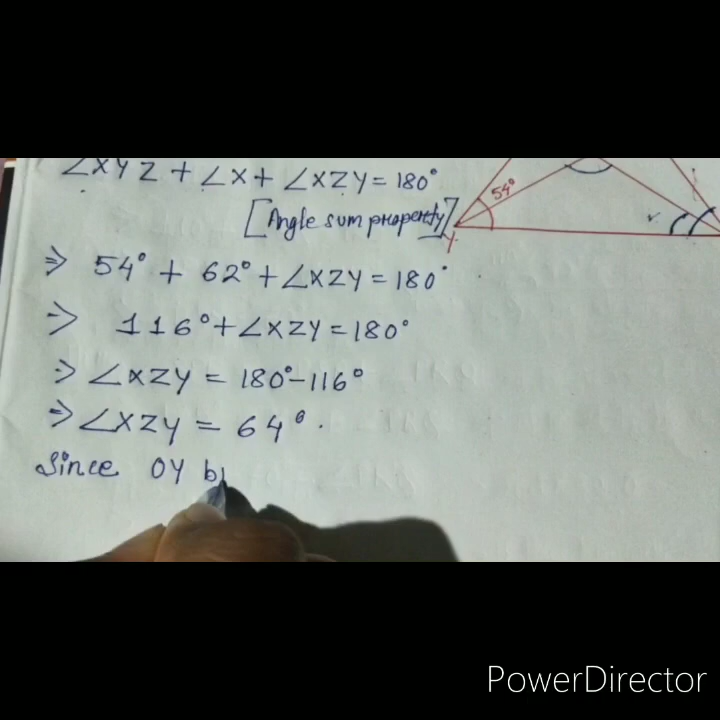 ∠XYZ + ∠X + ∠XZY = 180°
[Angle sum property]
⇒ 54° + 62° + ∠XZY = 180°
⇒ 116° + ∠XZY = 180°
⇒ ∠XZY = 180° - 116°
⇒ ∠XZY = 64°.
Since OY bi
54°
Y
PowerDirector